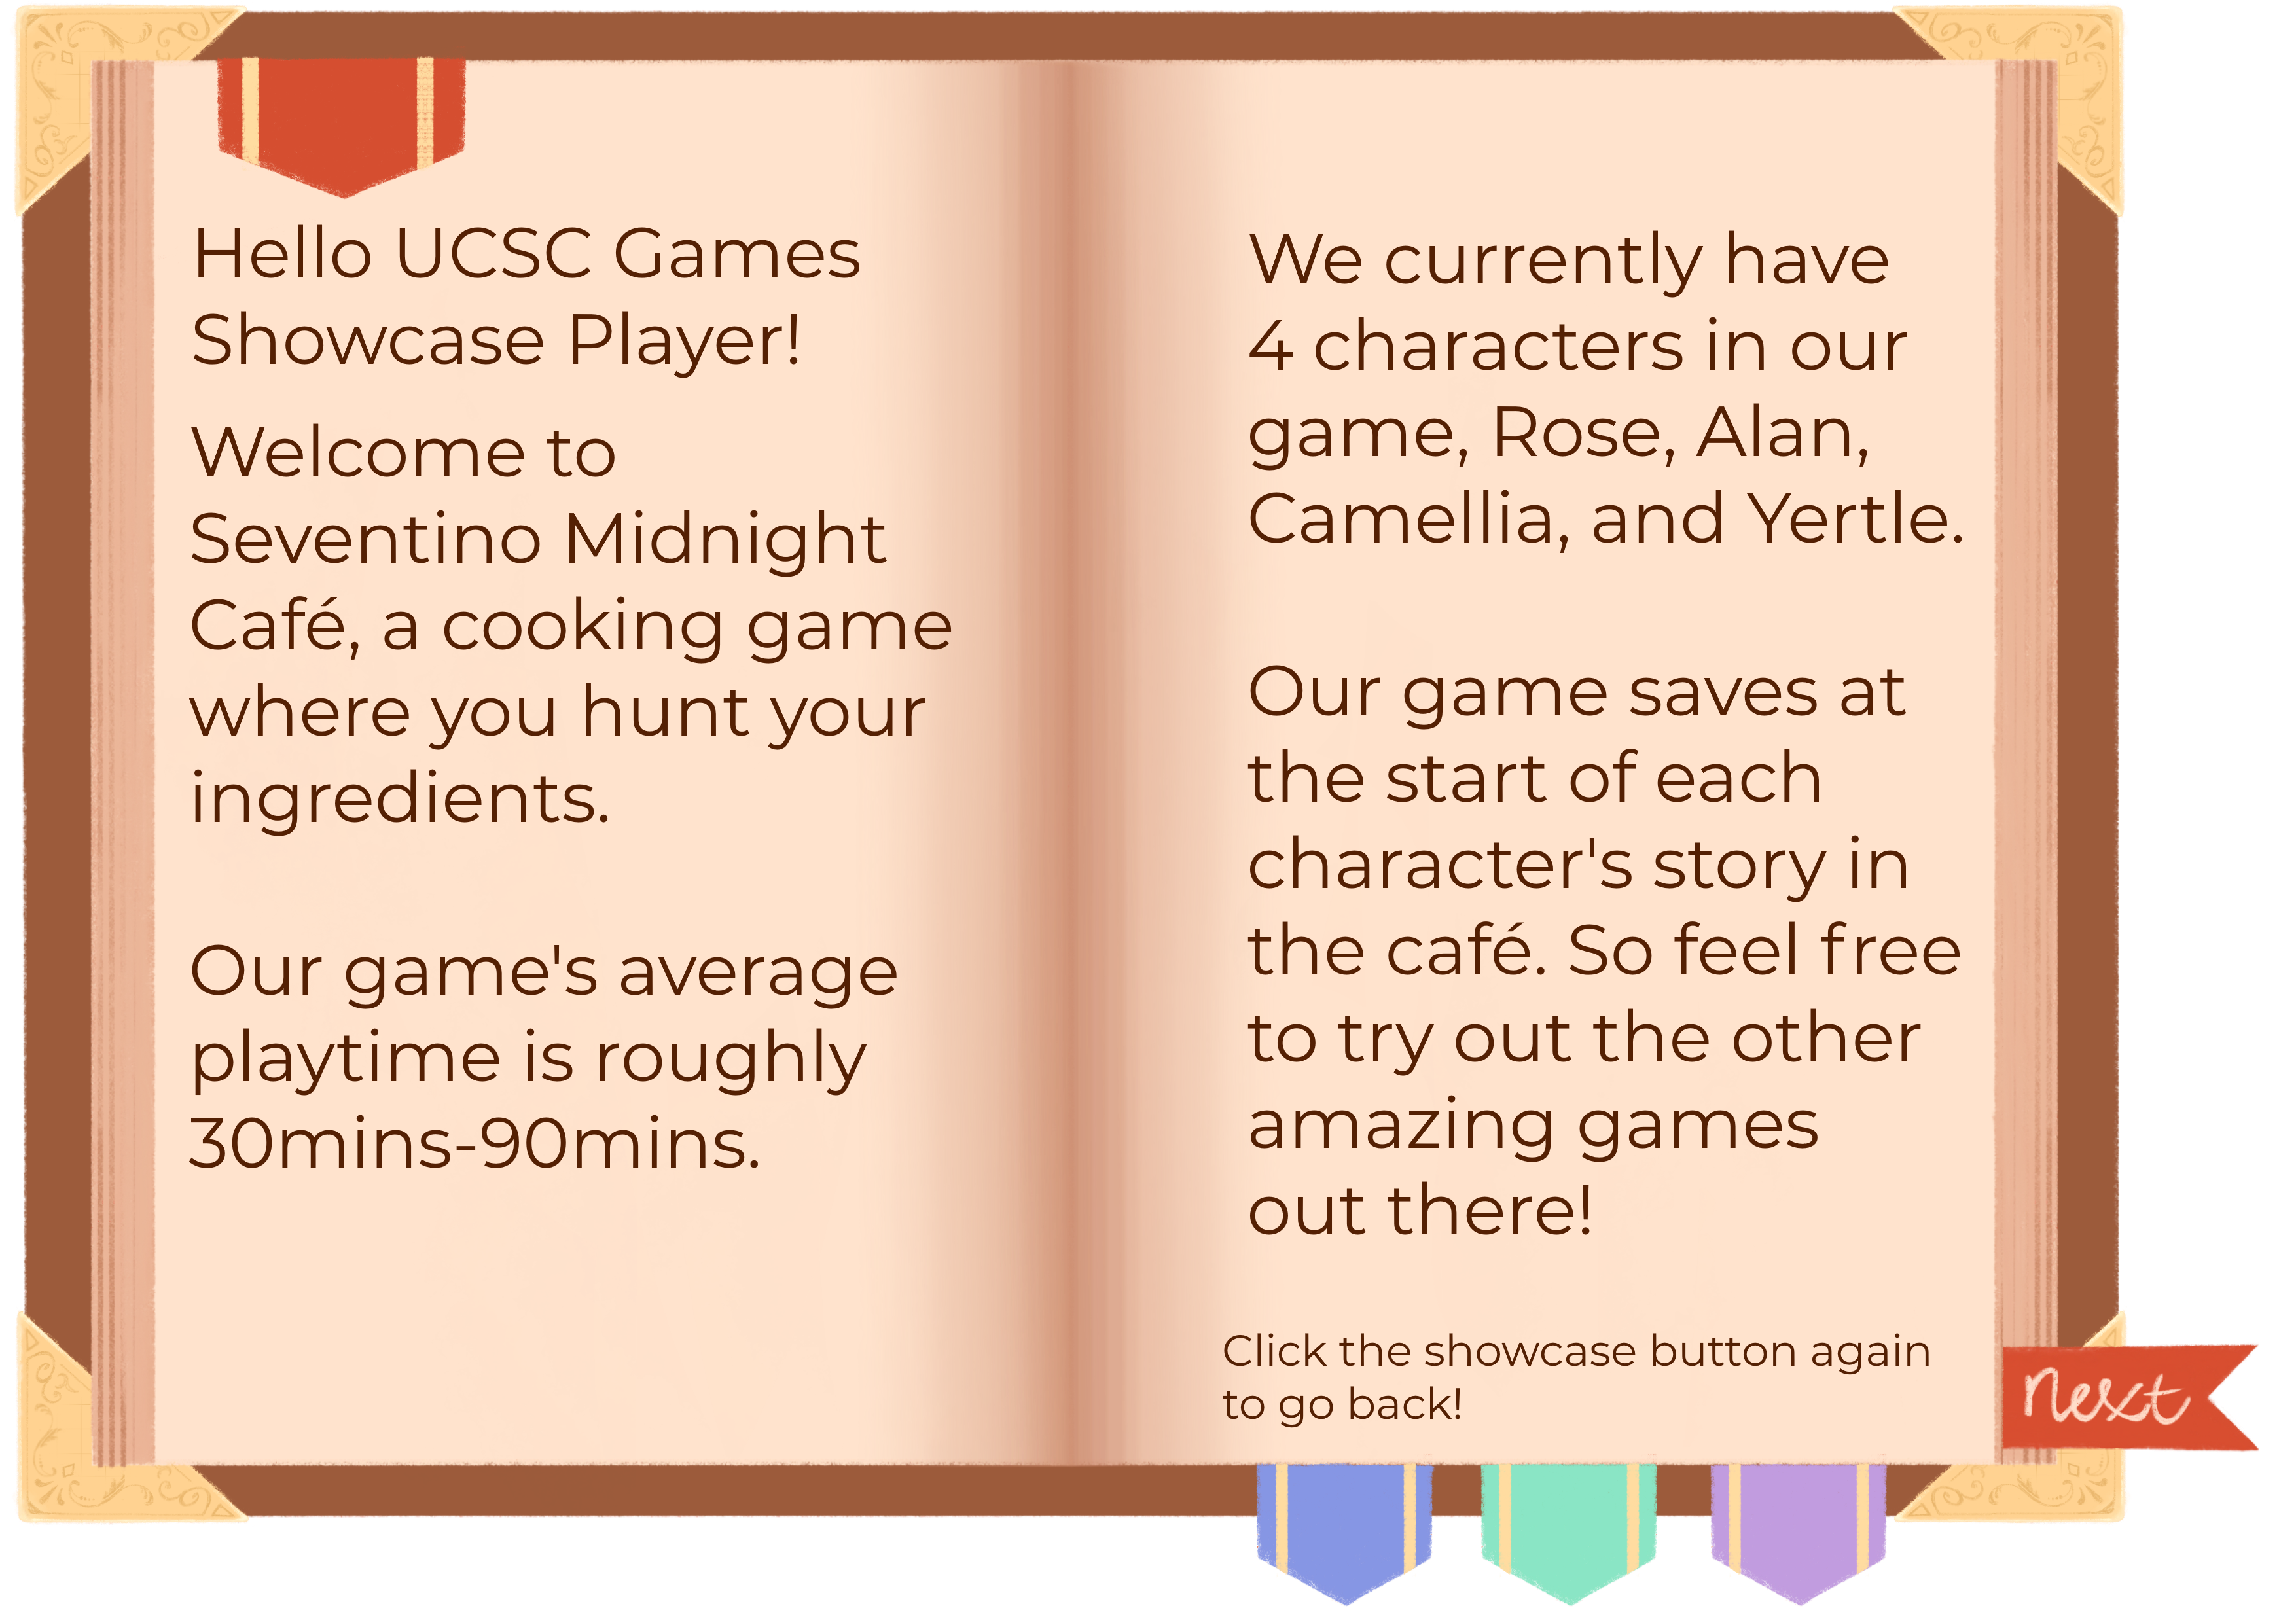 Hello UCSC Games
Showcase Player!
Welcome to
Seventino Midnight
Café, a cooking game
where you hunt your
ingredients.
Our game's average
playtime is roughly
30mins-90mins.
We currently have
4 characters in our
game, Rose, Alan,
Camellia, and Yertle.
Our game saves at
the start of each
character's story in
the café. So feel free
to try out the other
amazing games
out there!
Click the showcase button again
to go back!
next